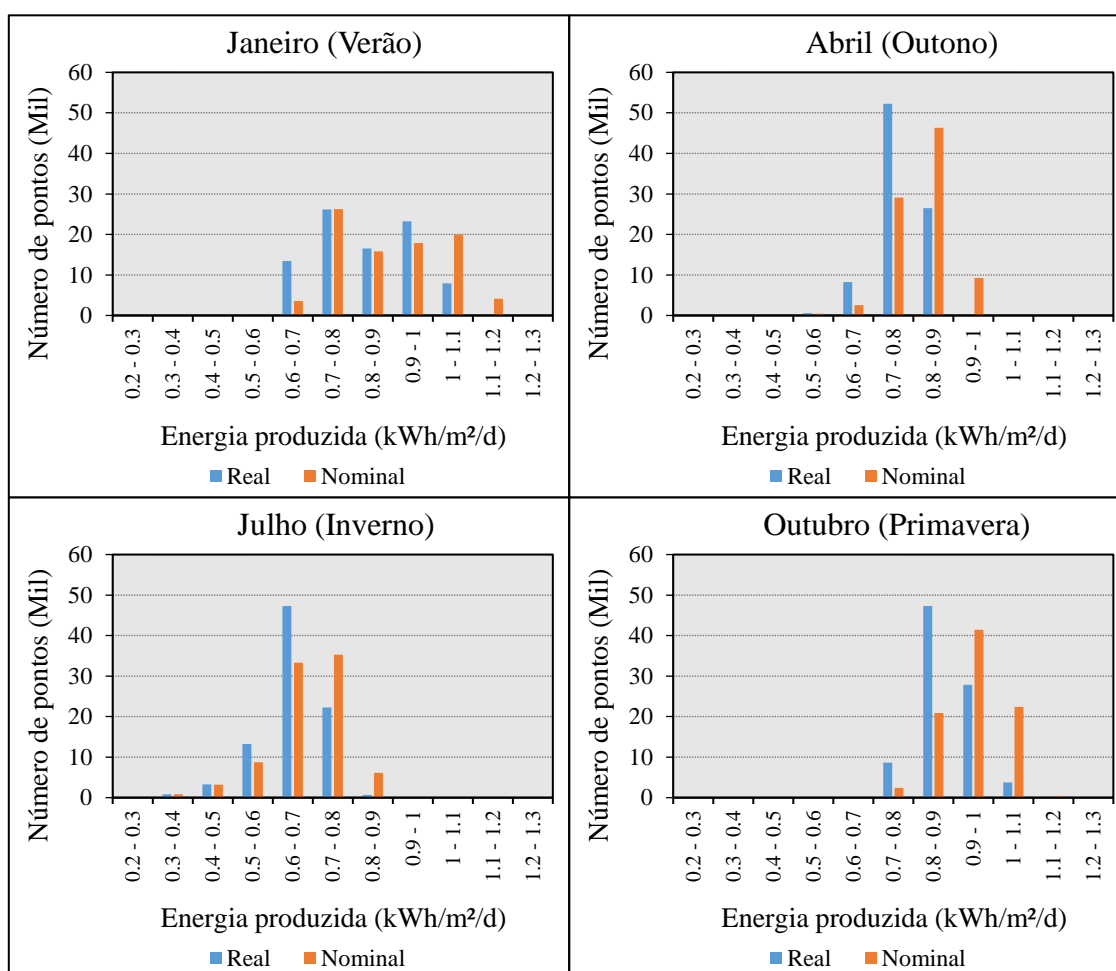 Janeiro (Verão)
Número de pontos (Mil)
60
50
40
30
20
10
0
0.2 - 0.3
0.3 - 0.4
0.4 - 0.5
0.5 - 0.6
0.6 - 0.7
0.7 - 0.8
0.8 - 0.9
0.9 - 1
1 - 1.1
1.1 - 1.2
1.2 - 1.3
Energia produzida (kWh/m²/d)
Real Nominal
Abril (Outono)
Número de pontos (Mil)
60
50
40
30
20
10
0
0.2 - 0.3
0.3 - 0.4
0.4 - 0.5
0.5 - 0.6
0.6 - 0.7
0.7 - 0.8
0.8 - 0.9
0.9 - 1
1 - 1.1
1.1 - 1.2
1.2 - 1.3
Energia produzida (kWh/m²/d)
Real Nominal
Julho (Inverno)
Número de pontos (Mil)
60
50
40
30
20
10
0
0.2 - 0.3
0.3 - 0.4
0.4 - 0.5
0.5 - 0.6
0.6 - 0.7
0.7 - 0.8
0.8 - 0.9
0.9 - 1
1 - 1.1
1.1 - 1.2
1.2 - 1.3
Energia produzida (kWh/m²/d)
Real Nominal
Outubro (Primavera)
Número de pontos (Mil)
60
50
40
30
20
10
0
0.2 - 0.3
0.3 - 0.4
0.4 - 0.5
0.5 - 0.6
0.6 - 0.7
0.7 - 0.8
0.8 - 0.9
0.9 - 1
1 - 1.1
1.1 - 1.2
1.2 - 1.3
Energia produzida (kWh/m²/d)
Real Nominal